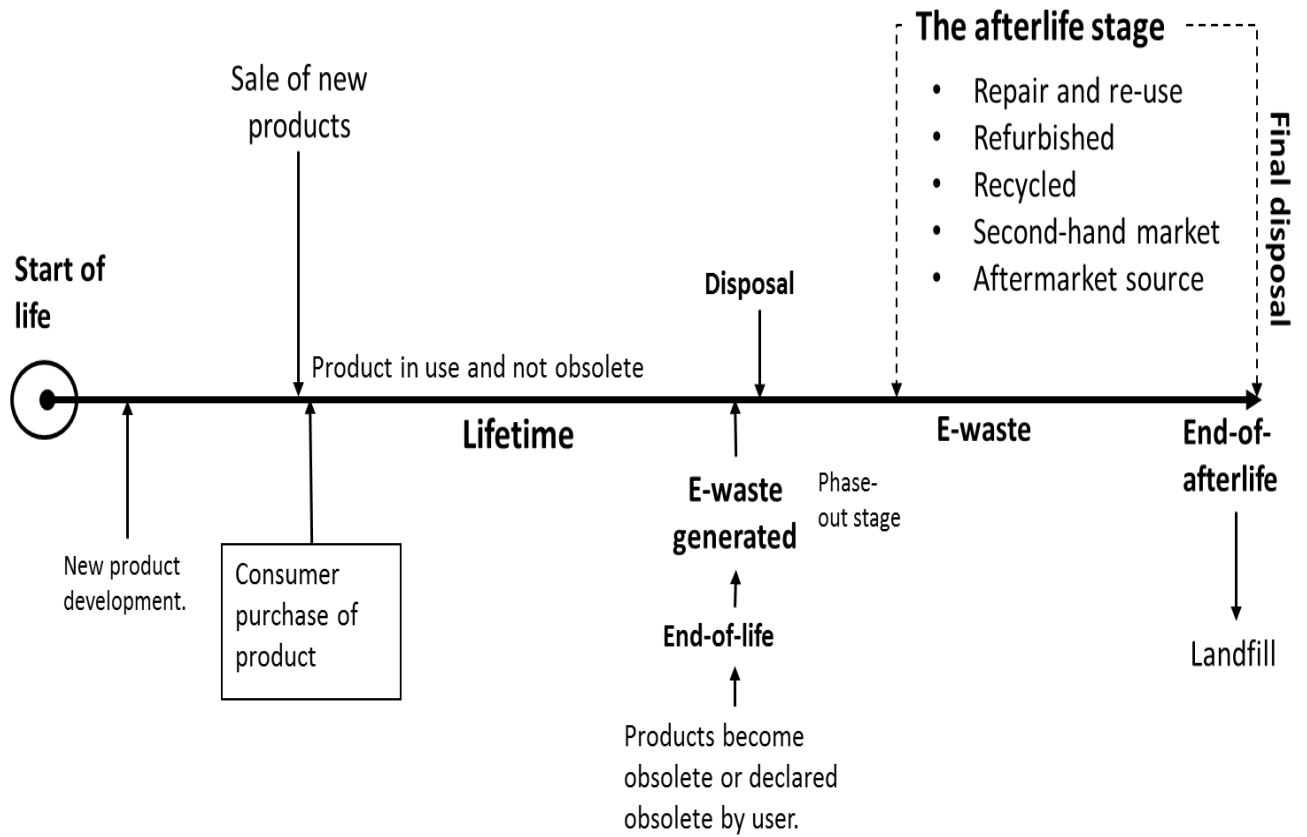 The afterlife stage
• Repair and re-use
• Refurbished
• Recycled
• Second-hand market
• Aftermarket source
Final disposal
Sale of new
products
Start of
life
Disposal
Product in use and not obsolete
Lifetime
E-waste
End-of-
afterlife
E-waste
generated
Phase-
out stage
New product
development.
Consumer
purchase of
product
End-of-life
Landfill
Products become
obsolete or declared
obsolete by user.